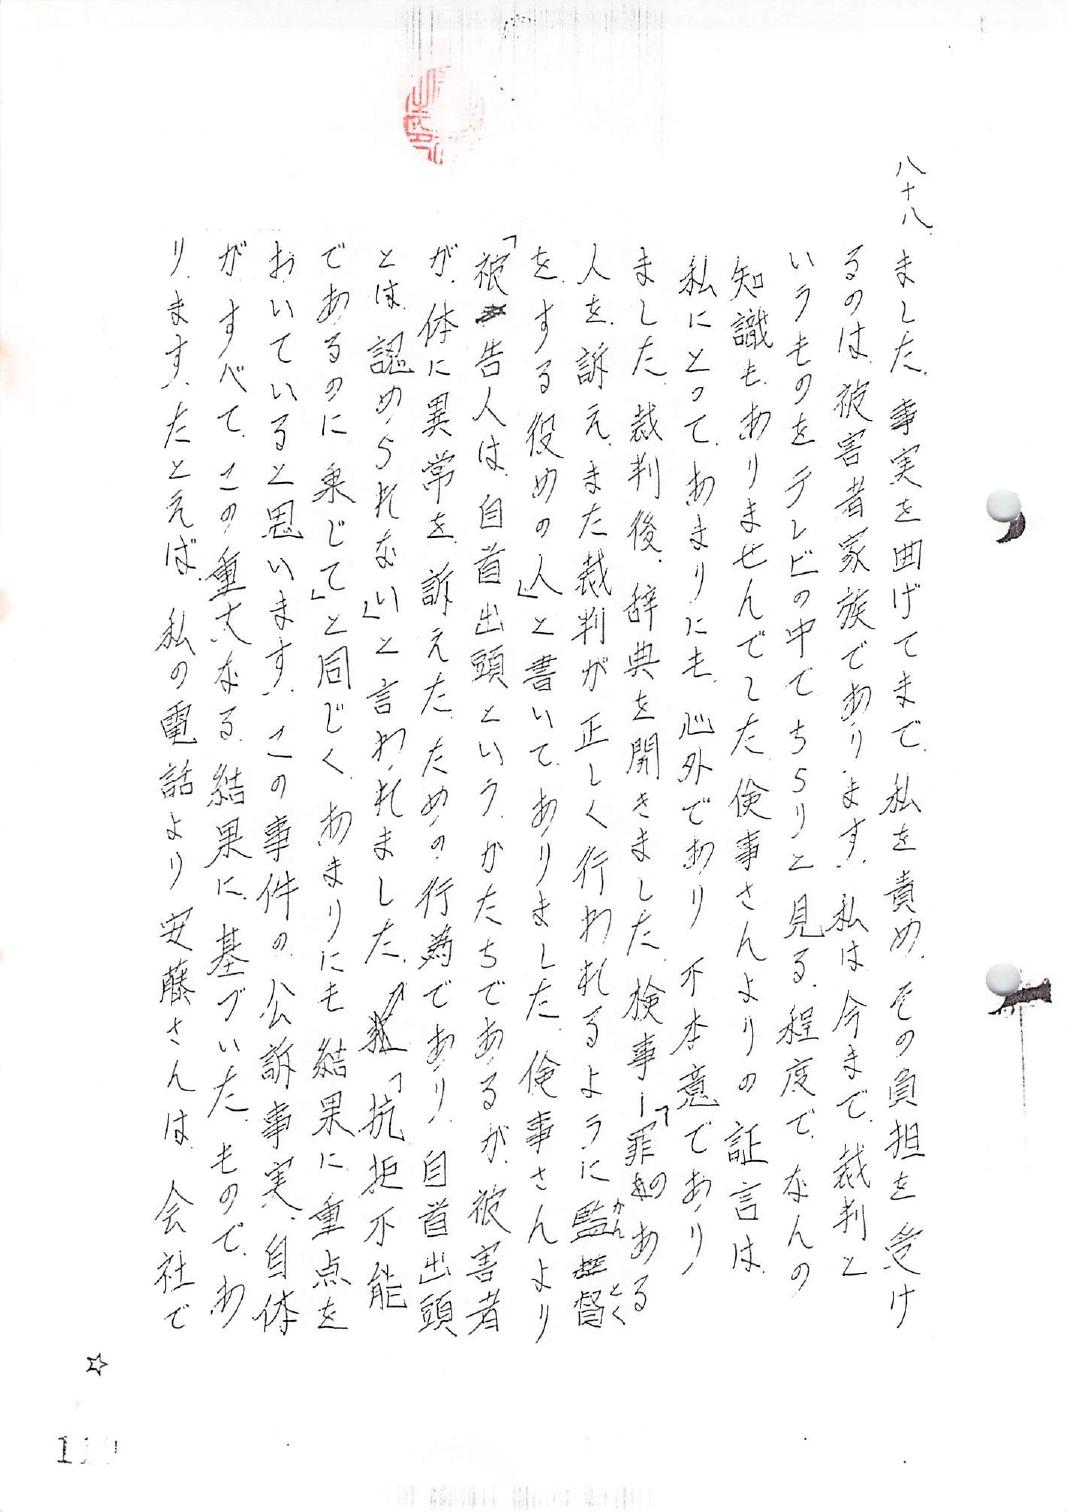 八十八
ました。事実を曲げてまで、私を責め、その負担を受け
るのは、被害者家族であります。私は今まで、裁判と
いうものをテレビの中でちらりと見る、程度で、なんの
知識も、ありませんでした。倹事さんよりの証言は、
私にとって、あまりにも、心外であり、不本意であり
ました。裁判後、辞典を開きました。検事―「罪のある
人を、訴え、また裁判が正しく行われるように監督
かんとく
を、する役めの人」と書いて、ありました。倹事さんより
「被告人は、自首出頭という、かたちであるが、被害者
が、体に異常を、訴えた、ための行為であり、自首出頭
とは、認められない」と言われました。「抗拒不能
であるのに乗じて」と同じく、あまりにも結果に重点を
おいていると思います。この事件の公訴事実、自体
が、すべて、この重大なる、結果に、基づいた、もので、あ
ります。たとえば、私の電話より安藤さんは、会社で
☆